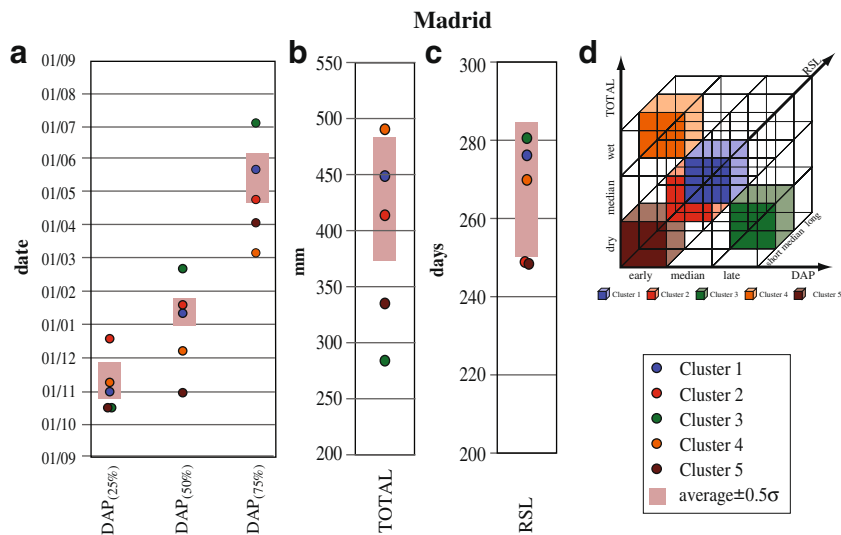 Madrid
a
date
01/09
01/08
01/07
01/06
01/05
01/04
01/03
01/02
01/01
01/12
01/11
01/10
01/09
DAP (25%)
DAP (50%)
DAP (75%)
b
mm
550
500
450
400
350
300
250
200
TOTAL
c
days
300
280
260
240
220
200
RSL
d
TOTAL
wet
median
dry
RSL
short median long
early median late DAP
Cluster 1 Cluster 2 Cluster 3 Cluster 4 Cluster 5
Cluster 1
Cluster 2
Cluster 3
Cluster 4
Cluster 5
average±0.5σ